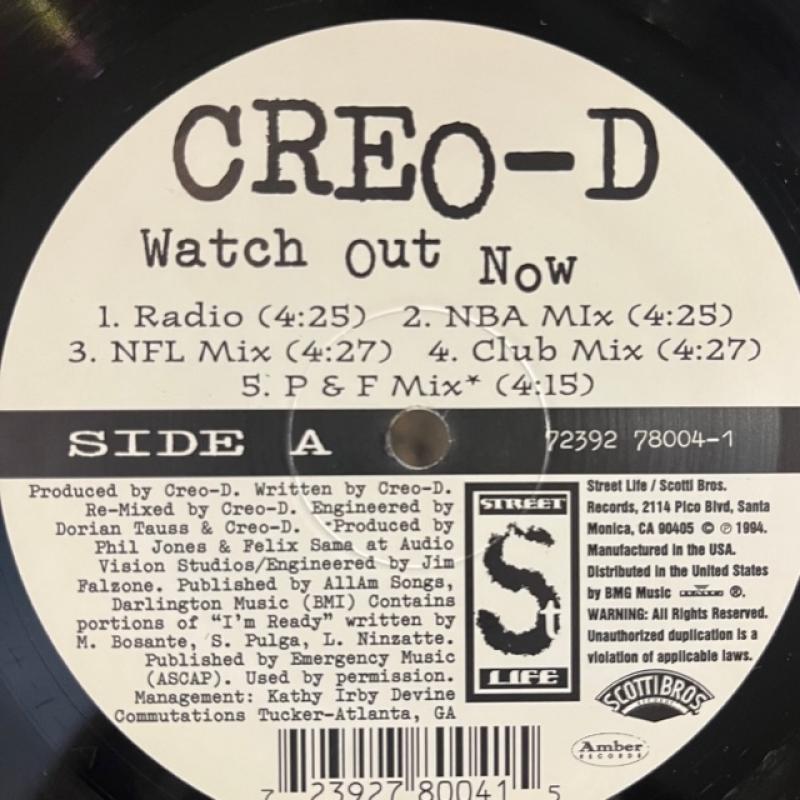 CREO-D
Watch Out Now
1. Radio (4:25) 2. NBA MIx (4:25)
3. NFL Mix (4:27) 4. Club Mix (4:27)
5. P & F Mix* (4:15)
SIDE A
72392 78004-1
Produced by Creo-D. Written by Creo-D.
Re-Mixed by Creo-D. Engineered by
Dorian Tauss & Creo-D. *Produced by
Phil Jones & Felix Sama at Audio
Vision Studios/Engineered by Jim
Falzone. Published by AllAm Songs,
Darlington Music (BMI) Contains
portions of "I'm Ready" written by
M. Bosante, S. Pulga, L. Ninzatte.
Published by Emergency Music
(ASCAP). Used by permission.
Management: Kathy Irby Devine
Commutations Tucker-Atlanta, GA
STREET
St
LIFE
Street Life / Scotti Bros.
Records, 2114 Pico Blvd, Santa
Monica, CA 90405 © ℗ 1994.
Manufactured in the USA.
Distributed in the United States
by BMG Music ®.
WARNING: All Rights Reserved.
Unauthorized duplication is a
violation of applicable laws.
SCOTTI BROS.
RECORDS
Amber
RECORDS
7 23927 80041 5